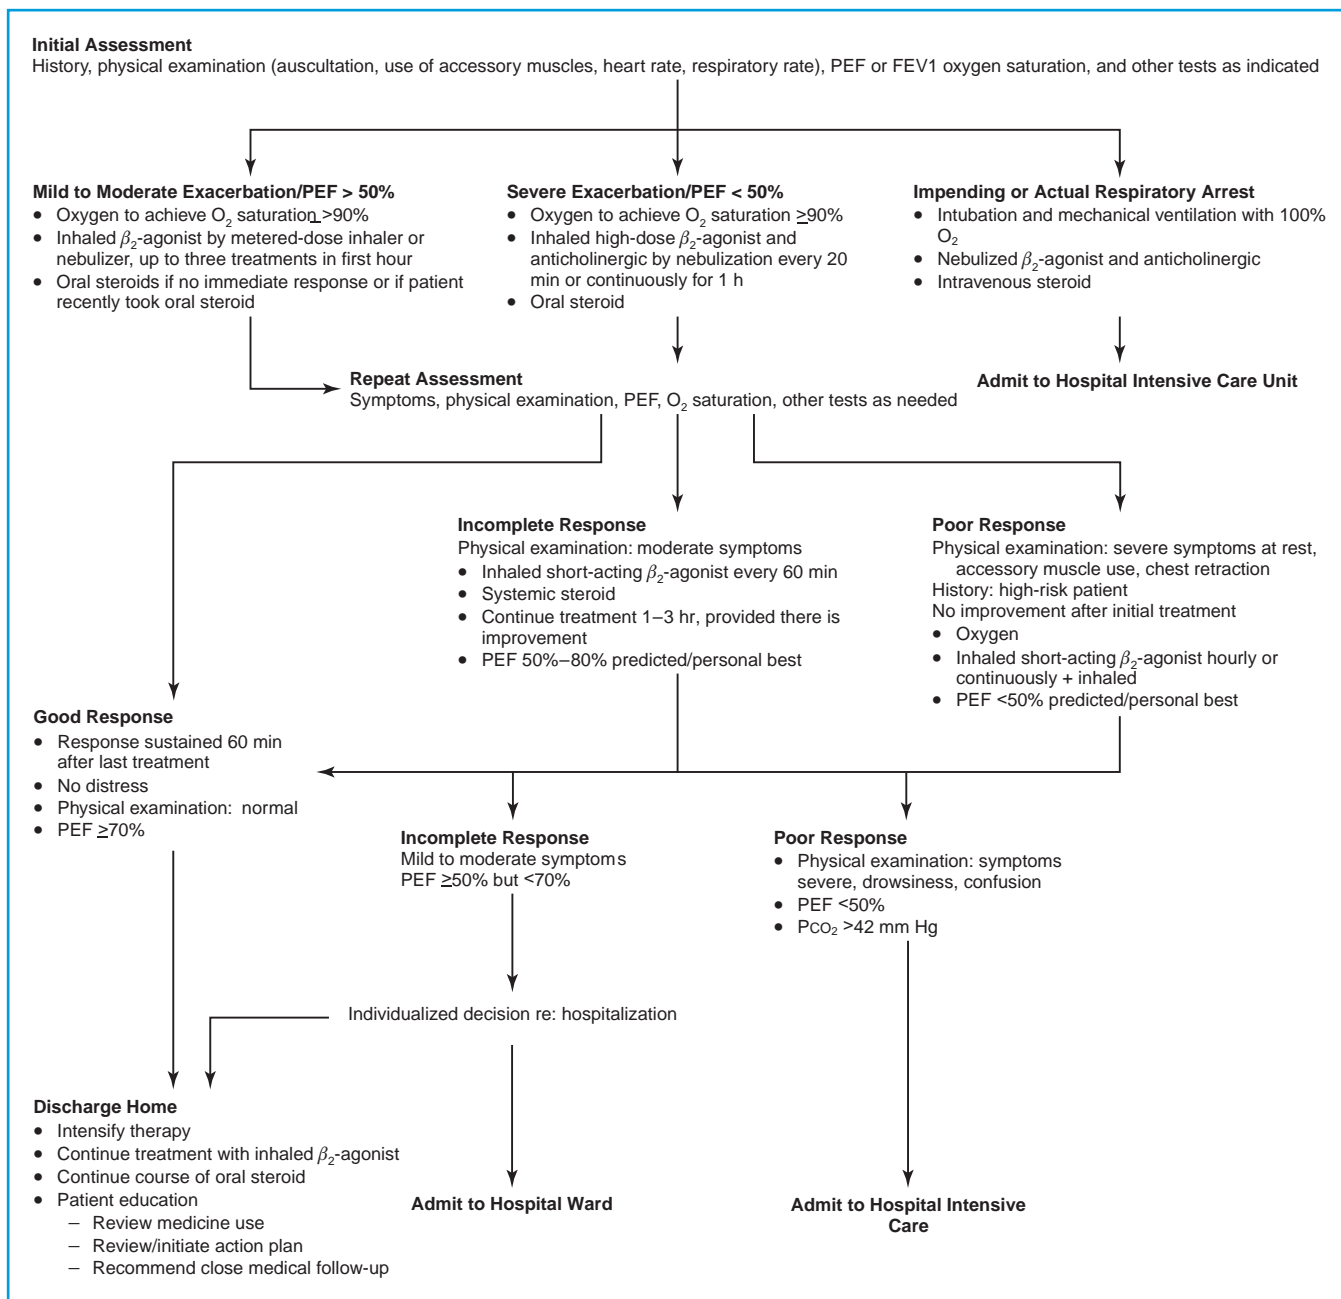 Initial Assessment
History, physical examination (auscultation, use of accessory muscles, heart rate, respiratory rate), PEF or FEV1 oxygen saturation, and other tests as indicated
Mild to Moderate Exacerbation/PEF > 50%
• Oxygen to achieve O₂ saturation ≥90%
• Inhaled β₂-agonist by metered-dose inhaler or
nebulizer, up to three treatments in first hour
• Oral steroids if no immediate response or if patient
recently took oral steroid
Severe Exacerbation/PEF < 50%
• Oxygen to achieve O₂ saturation ≥90%
• Inhaled high-dose β₂-agonist and
anticholinergic by nebulization every 20
min or continuously for 1 h
• Oral steroid
Impending or Actual Respiratory Arrest
• Intubation and mechanical ventilation with 100%
O₂
• Nebulized β₂-agonist and anticholinergic
• Intravenous steroid
Repeat Assessment
Symptoms, physical examination, PEF, O₂ saturation, other tests as needed
Admit to Hospital Intensive Care Unit
Incomplete Response
Physical examination: moderate symptoms
• Inhaled short-acting β₂-agonist every 60 min
• Systemic steroid
• Continue treatment 1–3 hr, provided there is
improvement
• PEF 50%–80% predicted/personal best
Poor Response
Physical examination: severe symptoms at rest,
accessory muscle use, chest retraction
History: high-risk patient
No improvement after initial treatment
• Oxygen
• Inhaled short-acting β₂-agonist hourly or
continuously + inhaled
• PEF <50% predicted/personal best
Good Response
• Response sustained 60 min
after last treatment
• No distress
• Physical examination: normal
• PEF ≥70%
Incomplete Response
Mild to moderate symptoms
PEF ≥50% but <70%
Poor Response
• Physical examination: symptoms
severe, drowsiness, confusion
• PEF <50%
• PCO₂ >42 mm Hg
Individualized decision re: hospitalization
Discharge Home
• Intensify therapy
• Continue treatment with inhaled β₂-agonist
• Continue course of oral steroid
• Patient education
– Review medicine use
– Review/initiate action plan
– Recommend close medical follow-up
Admit to Hospital Ward
Admit to Hospital Intensive
Care